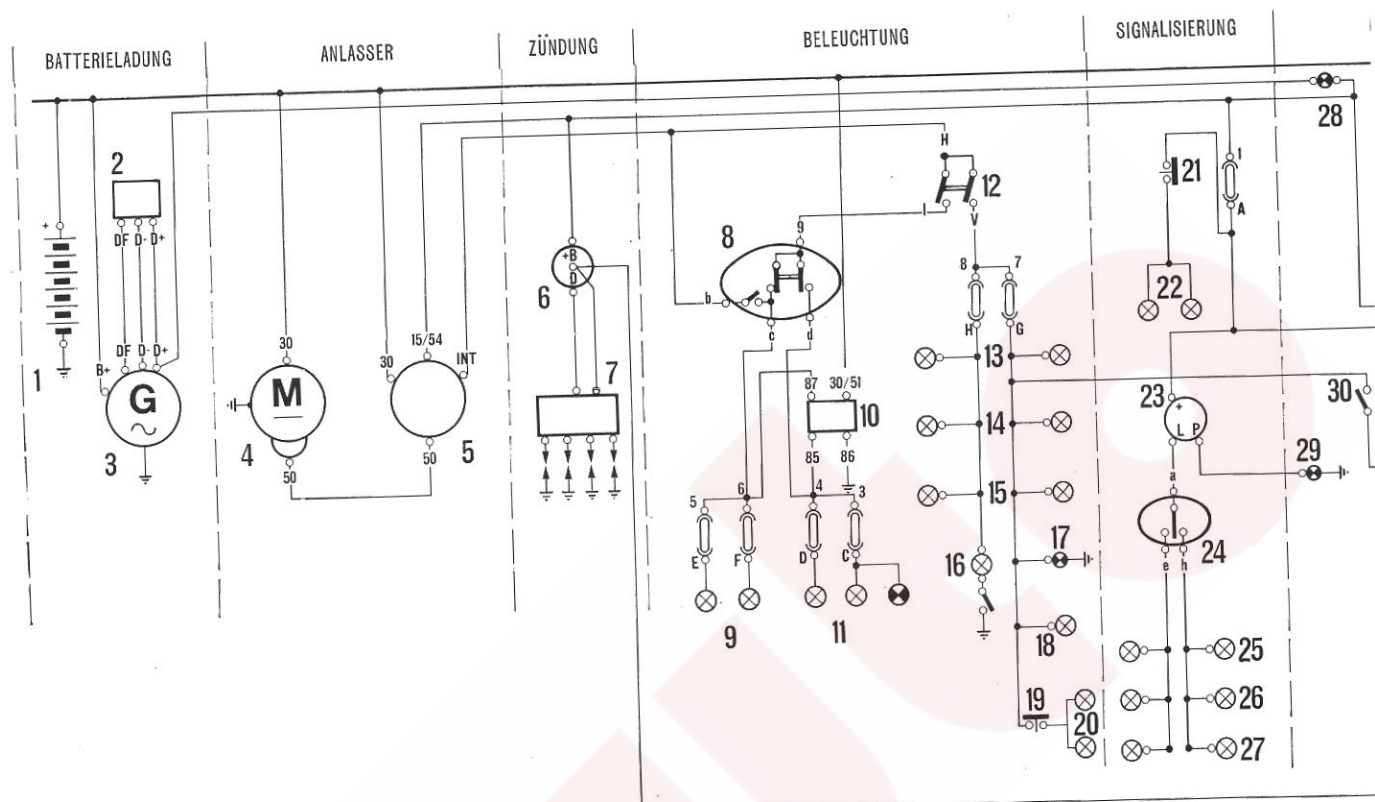 BATTERIELADUNG
ANLASSER
ZÜNDUNG
BELEUCHTUNG
SIGNALISIERUNG
28
2
DF D- D+
+
1
DF D- D+
B+
G
3
30
M
4
50
15/54
30
INT
5
50
+B
D
6
7
H
12
I
V
8
9
b
c
d
87 30/51
10
85 86
5 6 4 3
E F D C
9
11
8 7
H G
13
14
15
16
17
18
19
20
1
21
A
22
23
+
L P
a
24
e h
25
26
27
29
30